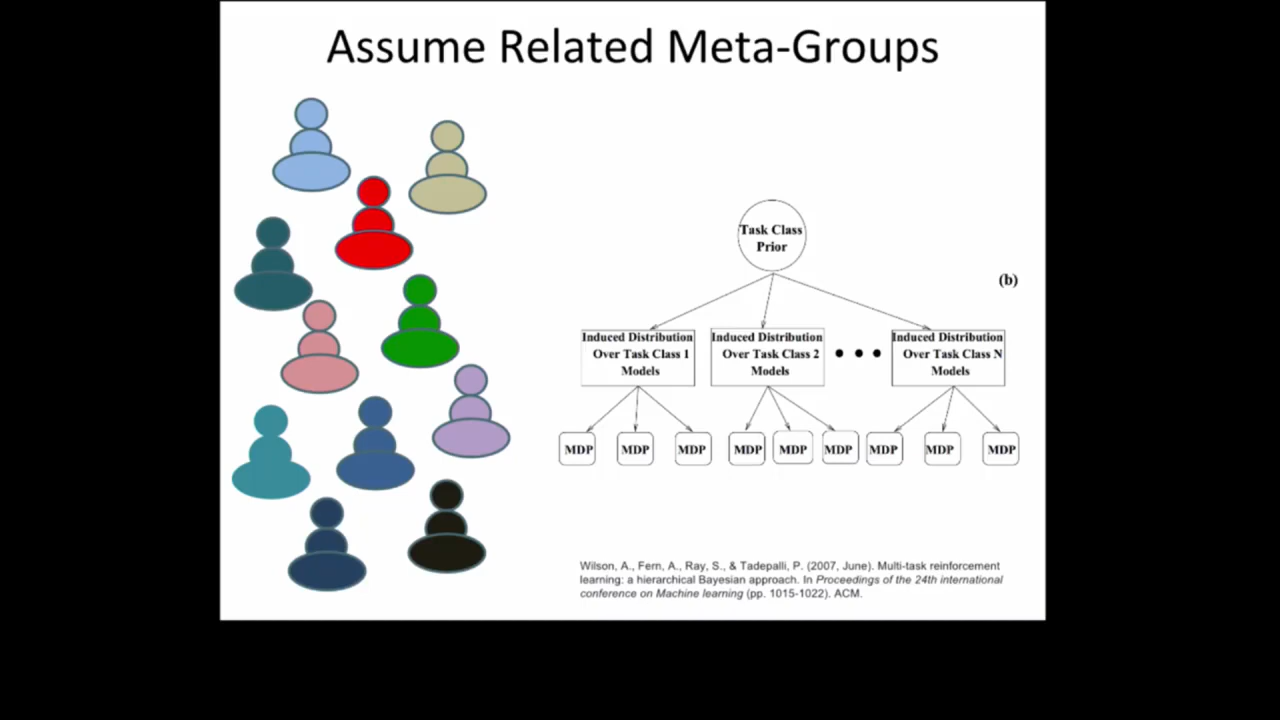 Assume Related Meta-Groups
Task Class
Prior
(b)
Induced Distribution
Over Task Class 1
Models
Induced Distribution
Over Task Class 2
Models
Induced Distribution
Over Task Class N
Models
MDP
MDP
MDP
MDP
MDP
MDP
MDP
MDP
MDP
Wilson, A., Fern, A., Ray, S., & Tadepalli, P. (2007, June). Multi-task reinforcement
learning: a hierarchical Bayesian approach. In Proceedings of the 24th international
conference on Machine learning (pp. 1015-1022). ACM.